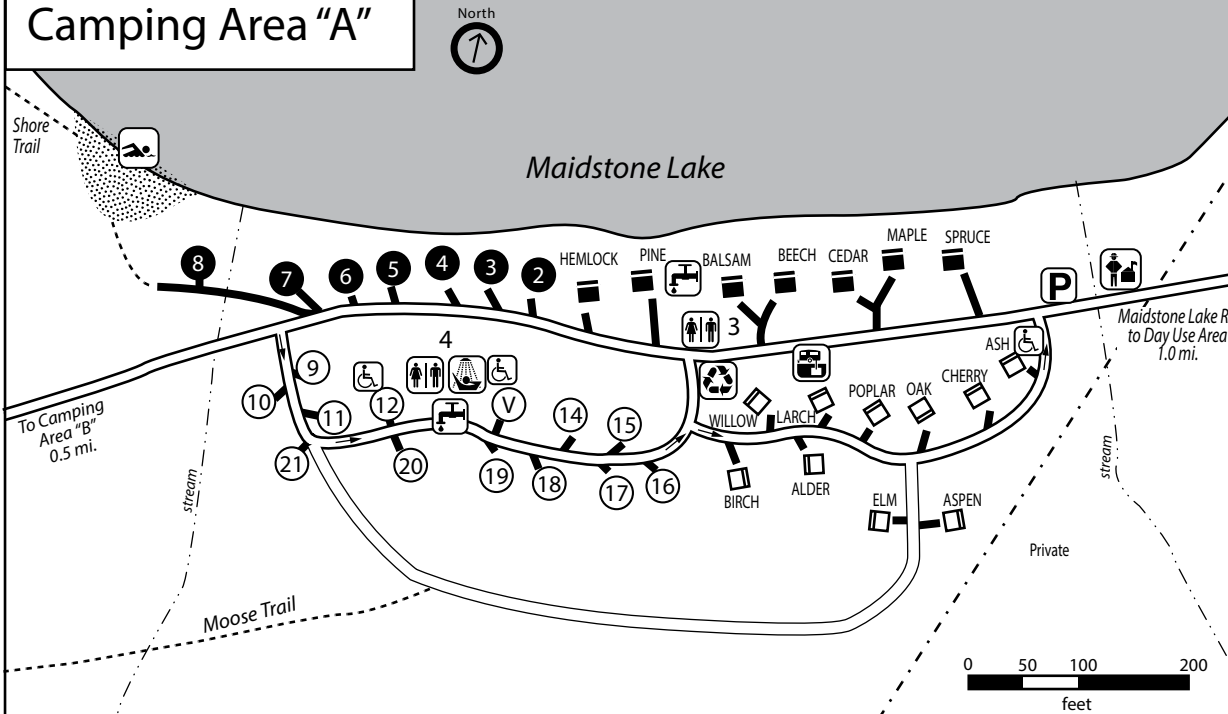 Camping Area “A”
North
Shore
Trail
Maidstone Lake
8
7
6
5
4
3
2
HEMLOCK
PINE
BALSAM
BEECH
CEDAR
MAPLE
SPRUCE
P
3
4
Maidstone Lake R
to Day Use Area
1.0 mi.
ASH
CHERRY
OAK
POPLAR
LARCH
WILLOW
9
10
11
12
V
14
15
21
20
19
18
17
16
BIRCH
ALDER
ELM
ASPEN
To Camping
Area “B”
0.5 mi.
stream
stream
Private
Moose Trail
0 50 100 200
feet